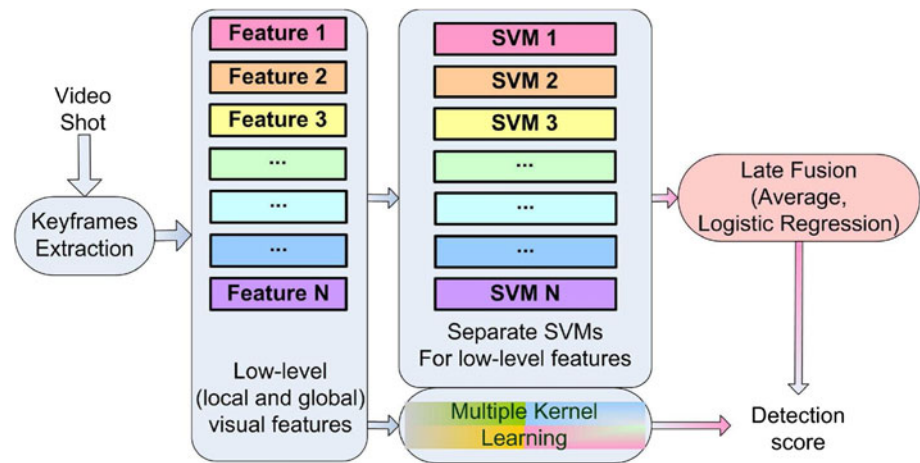 Video
Shot
Keyframes
Extraction
Feature 1
Feature 2
Feature 3
...
...
...
Feature N
Low-level
(local and global)
visual features
SVM 1
SVM 2
SVM 3
...
...
...
SVM N
Separate SVMs
For low-level features
Multiple Kernel
Learning
Late Fusion
(Average,
Logistic Regression)
Detection
score